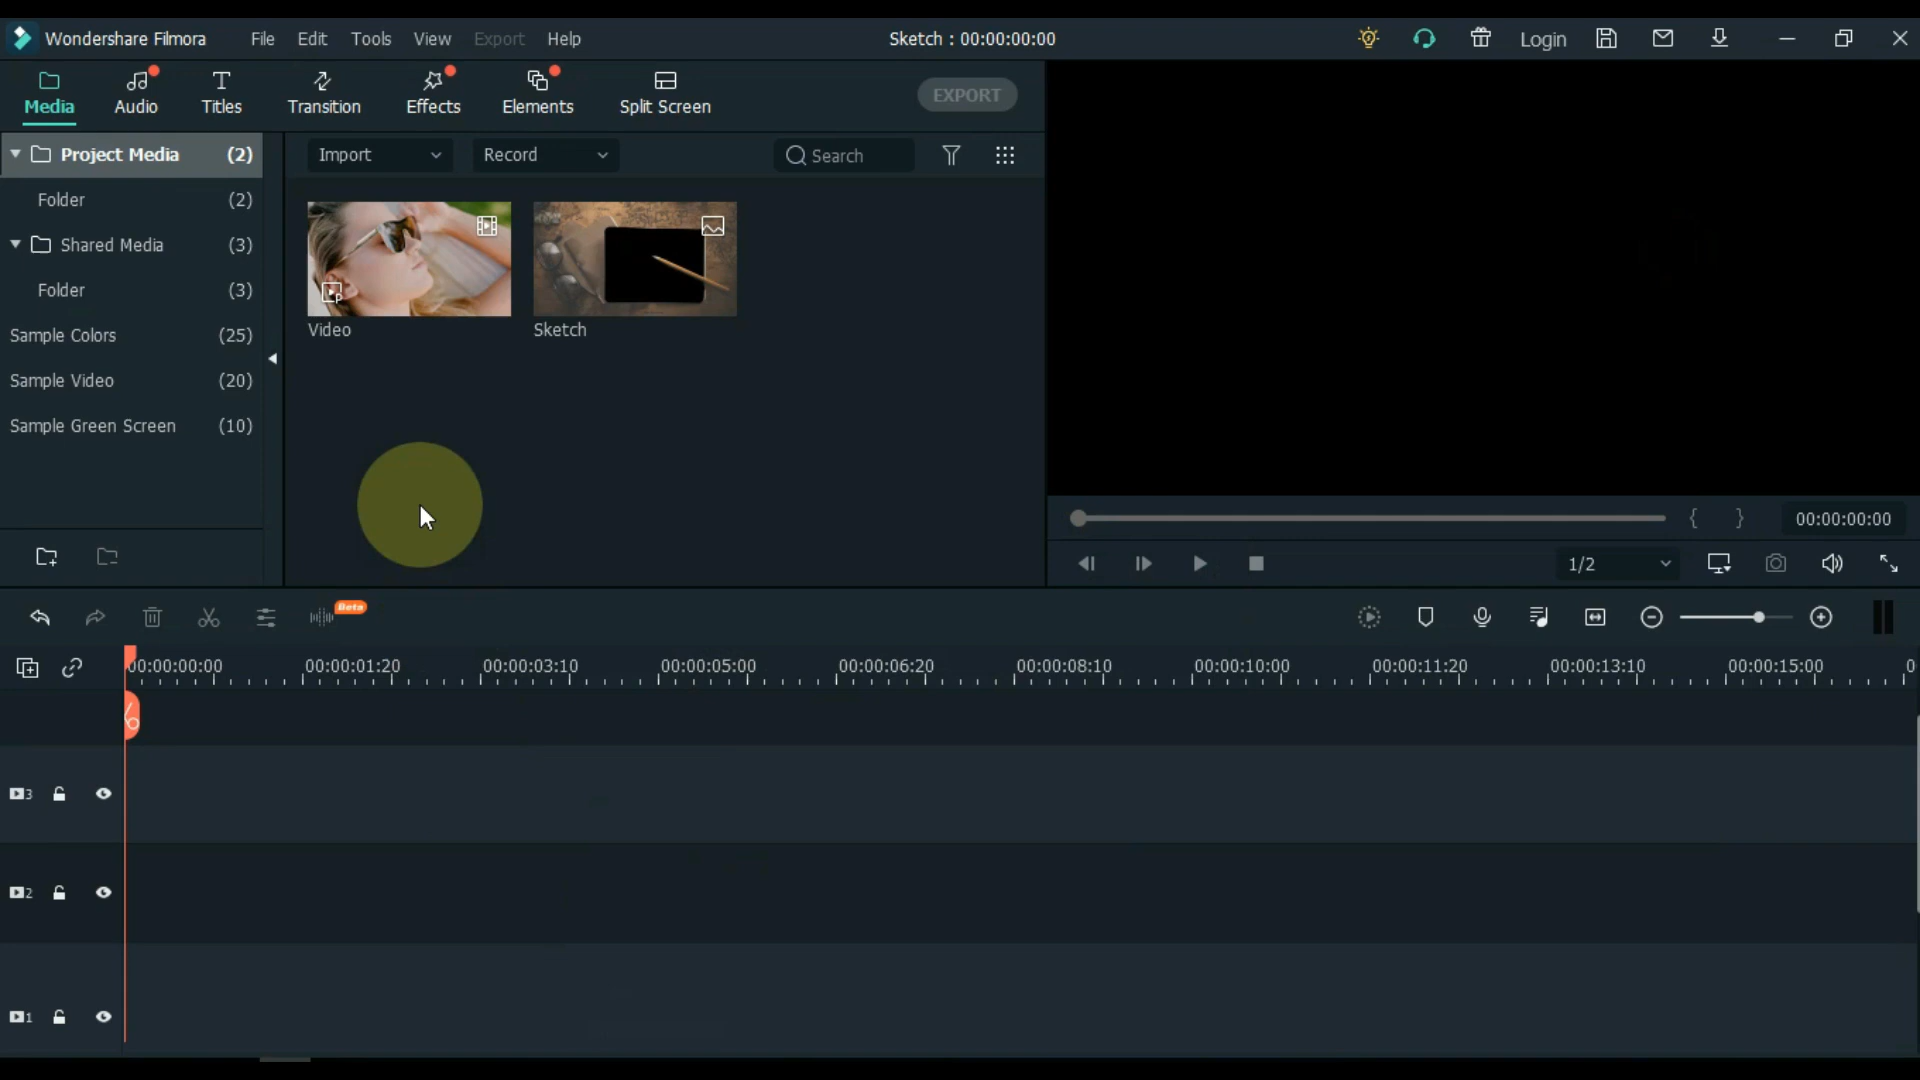 Wondershare Filmora File Edit Tools View Export Help Sketch : 00:00:00:00 Login
Media Audio Titles Transition Effects Elements Split Screen EXPORT
Project Media (2) Import Record Search
Folder (2)
Shared Media (3)
Folder (3)
Sample Colors (25)
Sample Video (20)
Sample Green Screen (10)
Video Sketch
{ } 00:00:00:00
1/2
Beta
00:00:00:00 00:00:01:20 00:00:03:10 00:00:05:00 00:00:06:20 00:00:08:10 00:00:10:00 00:00:11:20 00:00:13:10 00:00:15:00 0
3
2
1